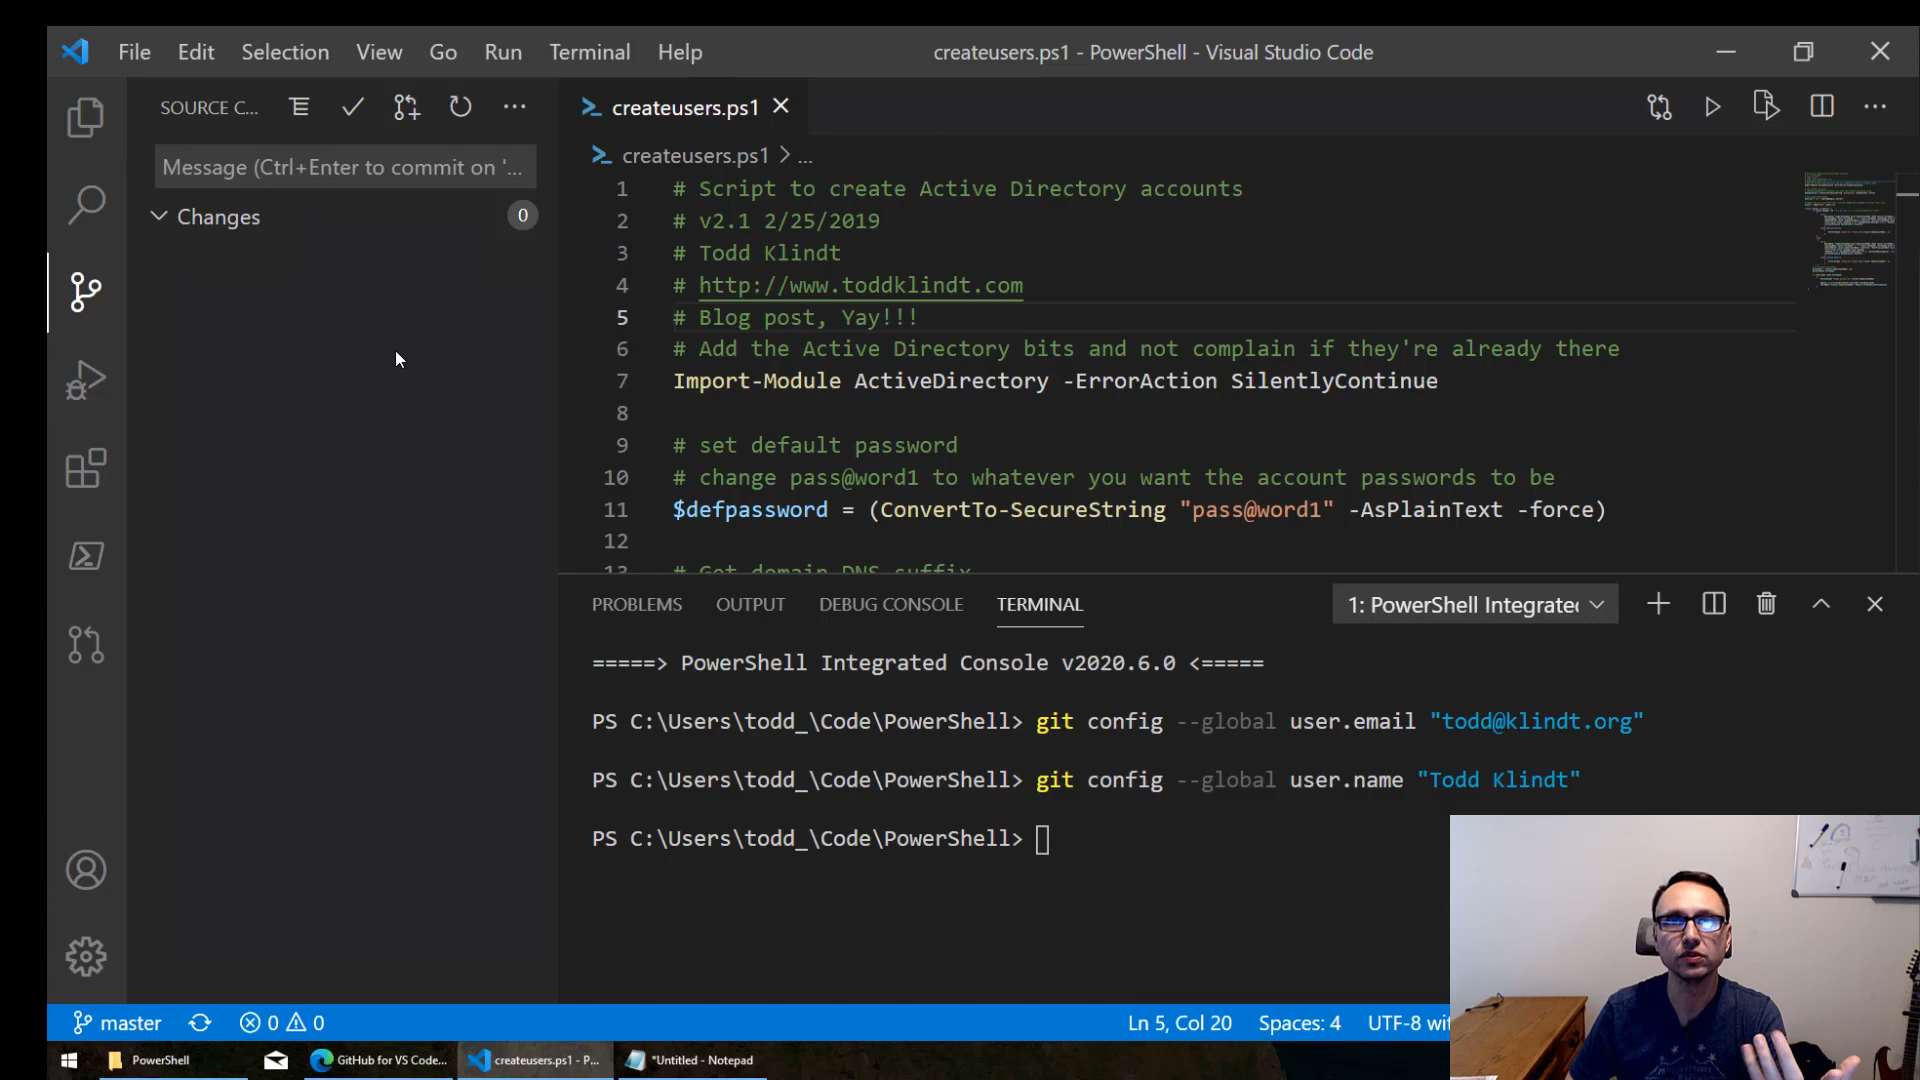 File Edit Selection View Go Run Terminal Help
createusers.ps1 - PowerShell - Visual Studio Code
SOURCE C...
createusers.ps1
Message (Ctrl+Enter to commit on '...
createusers.ps1 > ...
Changes
0
1 # Script to create Active Directory accounts
2 # v2.1 2/25/2019
3 # Todd Klindt
4 # http://www.toddklindt.com
5 # Blog post, Yay!!!
6 # Add the Active Directory bits and not complain if they're already there
7 Import-Module ActiveDirectory -ErrorAction SilentlyContinue
8
9 # set default password
10 # change pass@word1 to whatever you want the account passwords to be
11 $defpassword = (ConvertTo-SecureString "pass@word1" -AsPlainText -force)
12
13 # Get domain DNS suffix
PROBLEMS OUTPUT DEBUG CONSOLE TERMINAL
1: PowerShell Integrate
=====> PowerShell Integrated Console v2020.6.0 <=====
PS C:\Users\todd_\Code\PowerShell> git config --global user.email "todd@klindt.org"
PS C:\Users\todd_\Code\PowerShell> git config --global user.name "Todd Klindt"
PS C:\Users\todd_\Code\PowerShell>
master 0 0
Ln 5, Col 20 Spaces: 4 UTF-8 wi
PowerShell
GitHub for VS Code...
createusers.ps1 - P...
*Untitled - Notepad